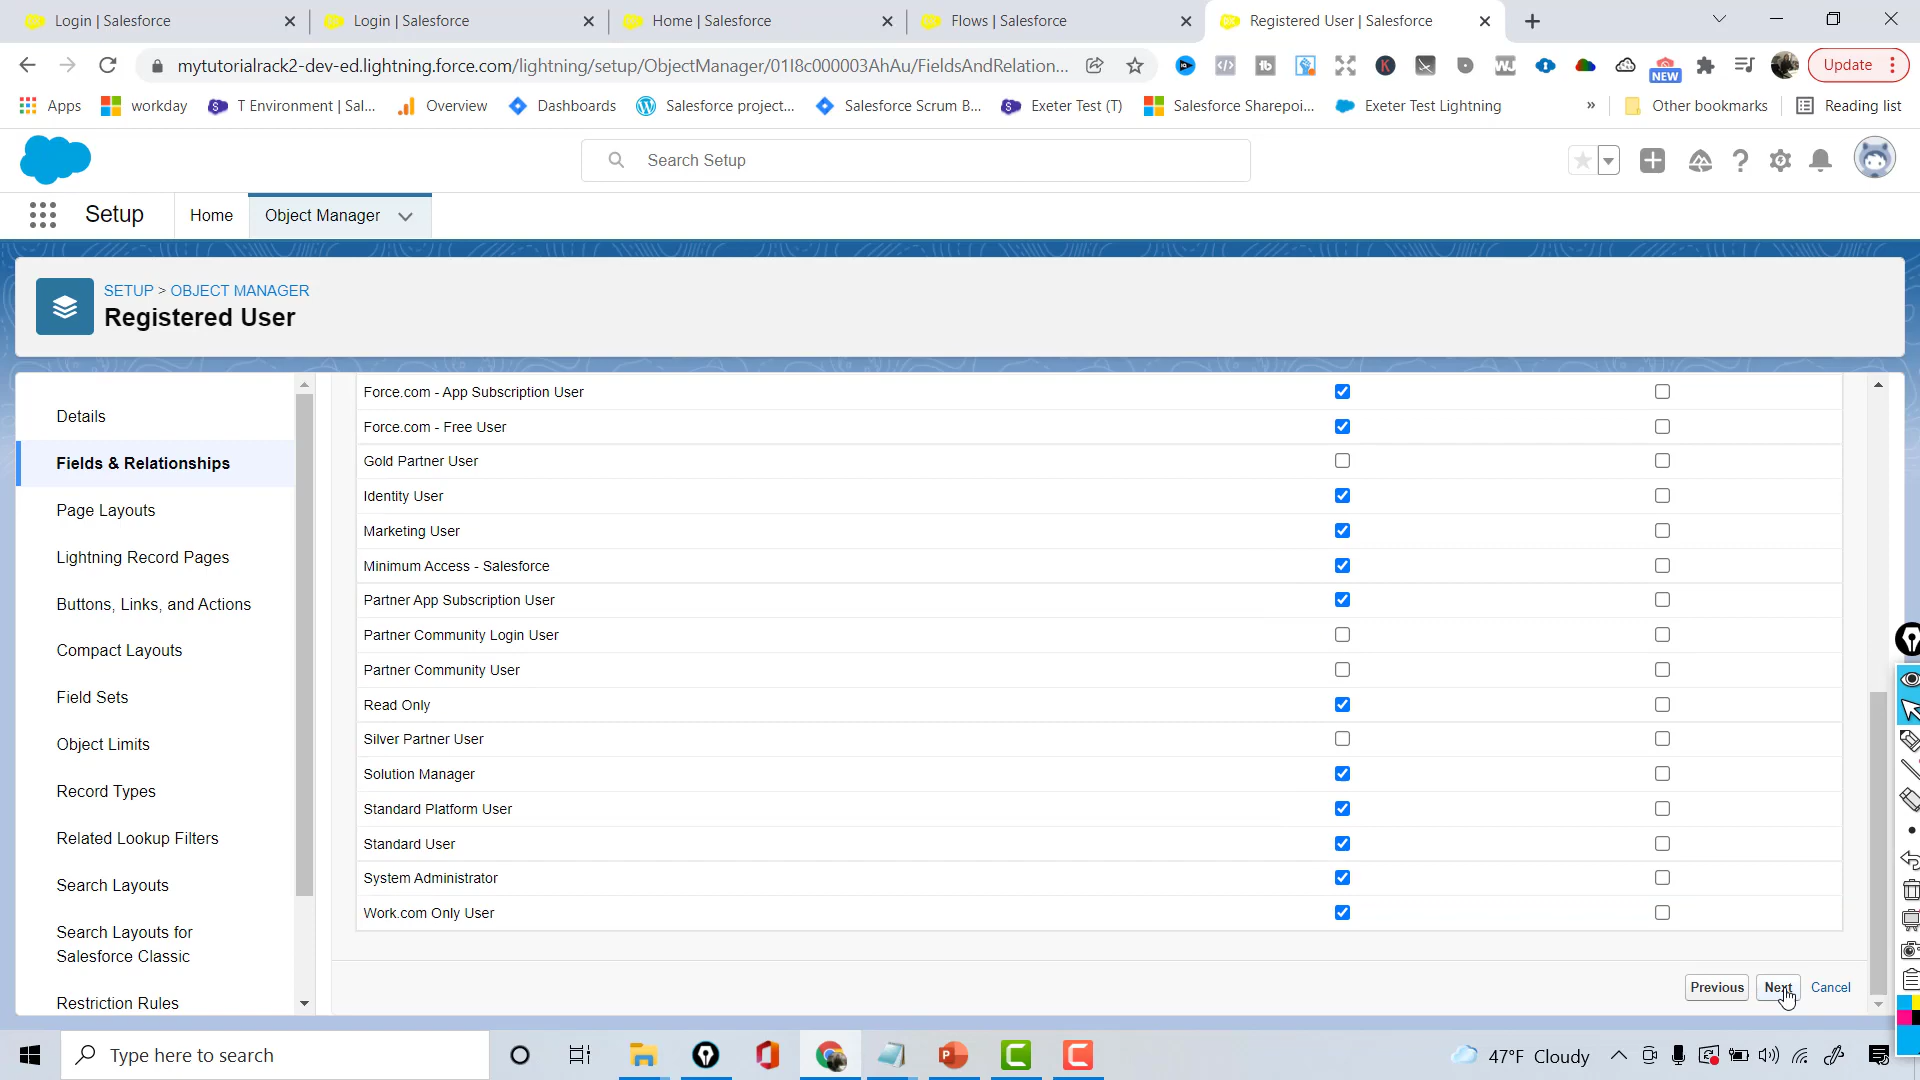 Login | Salesforce
Login | Salesforce
Home | Salesforce
Flows | Salesforce
Registered User | Salesforce
mytutorialrack2-dev-ed.lightning.force.com/lightning/setup/ObjectManager/01I8c000003AhAu/FieldsAndRelation...
NEW
Update
Apps
workday
T Environment | Sal...
Overview
Dashboards
Salesforce project...
Salesforce Scrum B...
Exeter Test (T)
Salesforce Sharepoi...
Exeter Test Lightning
»
Other bookmarks
Reading list
Search Setup
Setup
Home
Object Manager
SETUP > OBJECT MANAGER
Registered User
Details
Fields & Relationships
Page Layouts
Lightning Record Pages
Buttons, Links, and Actions
Compact Layouts
Field Sets
Object Limits
Record Types
Related Lookup Filters
Search Layouts
Search Layouts for
Salesforce Classic
Restriction Rules
Force.com - App Subscription User
Force.com - Free User
Gold Partner User
Identity User
Marketing User
Minimum Access - Salesforce
Partner App Subscription User
Partner Community Login User
Partner Community User
Read Only
Silver Partner User
Solution Manager
Standard Platform User
Standard User
System Administrator
Work.com Only User
Previous
Next
Cancel
Type here to search
47°F Cloudy